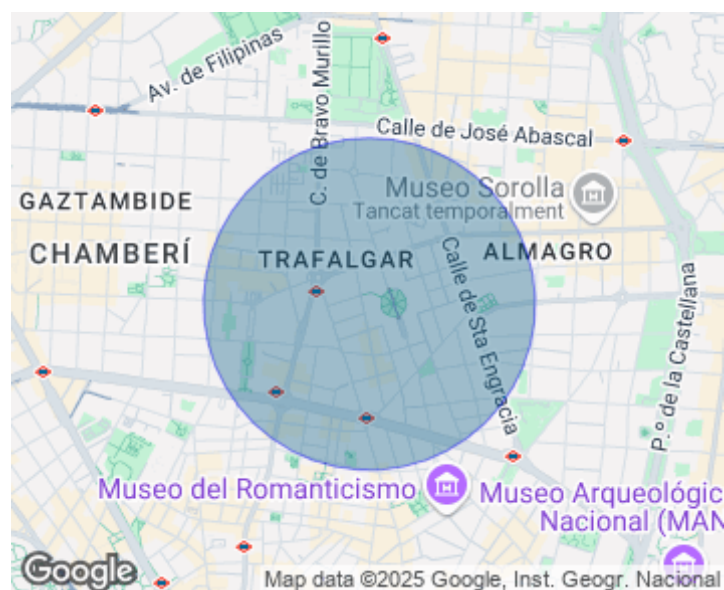 Av. de Filipinas
C. de Bravo Murillo
Calle de José Abascal
GAZTAMBIDE
Museo Sorolla
Tancat temporalment
CHAMBERÍ
TRAFALGAR
ALMAGRO
Calle de Sta Engracia
P.º de la Castellana
Museo del Romanticismo
Museo Arqueológic
Nacional (MAN
Google
Map data ©2025 Google, Inst. Geogr. Nacional